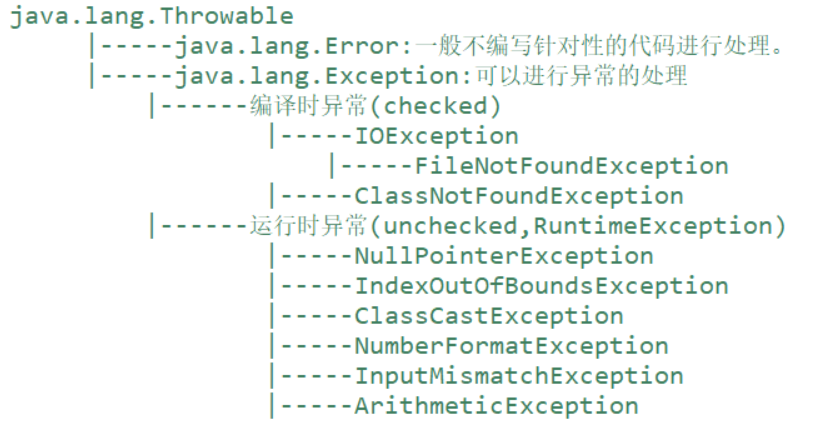 java.lang.Throwable
|-----java.lang.Error:一般不编写针对性的代码进行处理。
|-----java.lang.Exception:可以进行异常的处理
|------编译时异常(checked)
|-----IOException
|-----FileNotFoundException
|-----ClassNotFoundException
|------运行时异常(unchecked,RuntimeException)
|-----NullPointerException
|-----IndexOutOfBoundsException
|-----ClassCastException
|-----NumberFormatException
|-----InputMismatchException
|-----ArithmeticException